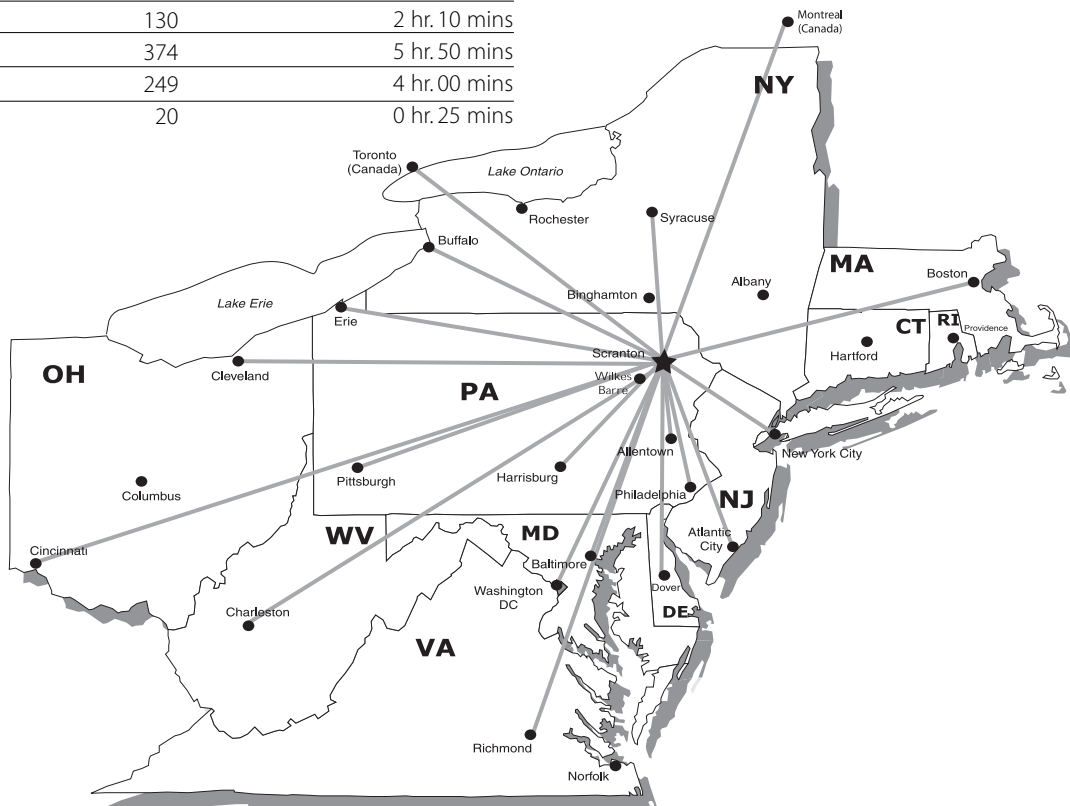 130 2 hr. 10 mins
374 5 hr. 50 mins
249 4 hr. 00 mins
20 0 hr. 25 mins
Montreal
(Canada)
NY
Toronto
(Canada)
Lake Ontario
Rochester
Syracuse
Buffalo
MA
Boston
Albany
Binghamton
Lake Erie
Erie
CT
RI
Providence
Hartford
Scranton
OH
Cleveland
PA
Wilkes
Barre
Allentown
New York City
Pittsburgh
Harrisburg
Columbus
Philadelphia
NJ
WV
MD
Atlantic
City
Cincinnati
Baltimore
Washington
DC
Dover
DE
Charleston
VA
Richmond
Norfolk